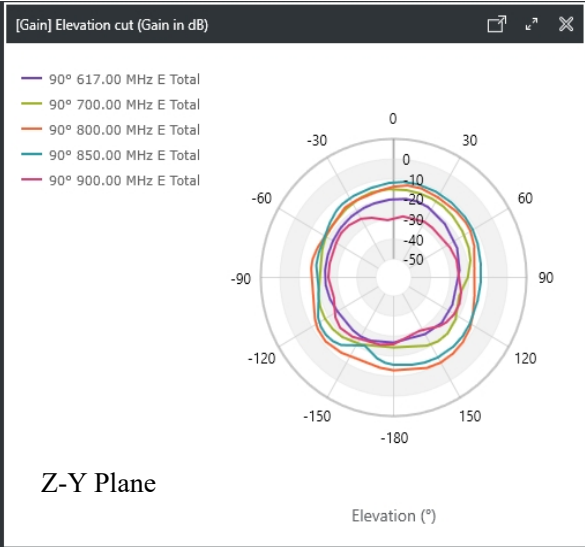 [Gain] Elevation cut (Gain in dB)
90° 617.00 MHz E Total
90° 700.00 MHz E Total
90° 800.00 MHz E Total
90° 850.00 MHz E Total
90° 900.00 MHz E Total
0
-30
30
0
-10
-60
60
-20
-30
-40
-50
-90
90
-120
120
-150
150
-180
Z-Y Plane
Elevation (°)